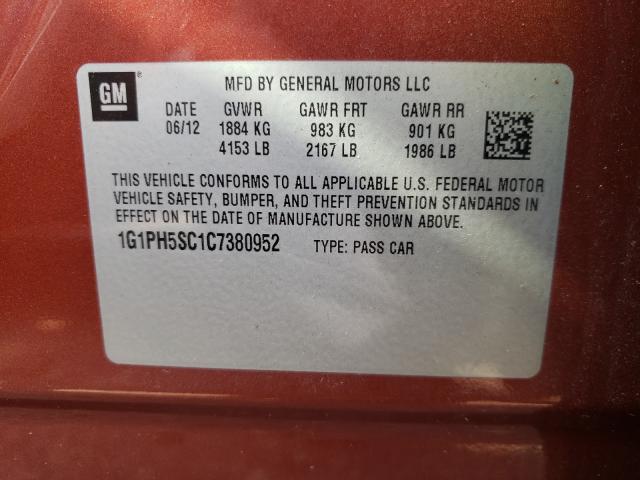 GM®
MFD BY GENERAL MOTORS LLC
DATE GVWR GAWR FRT GAWR RR
06/12 1884 KG 983 KG 901 KG
4153 LB 2167 LB 1986 LB
THIS VEHICLE CONFORMS TO ALL APPLICABLE U.S. FEDERAL MOTOR
VEHICLE SAFETY, BUMPER, AND THEFT PREVENTION STANDARDS IN
EFFECT ON THE DATE OF MANUFACTURE SHOWN ABOVE.
1G1PH5SC1C7380952 TYPE: PASS CAR